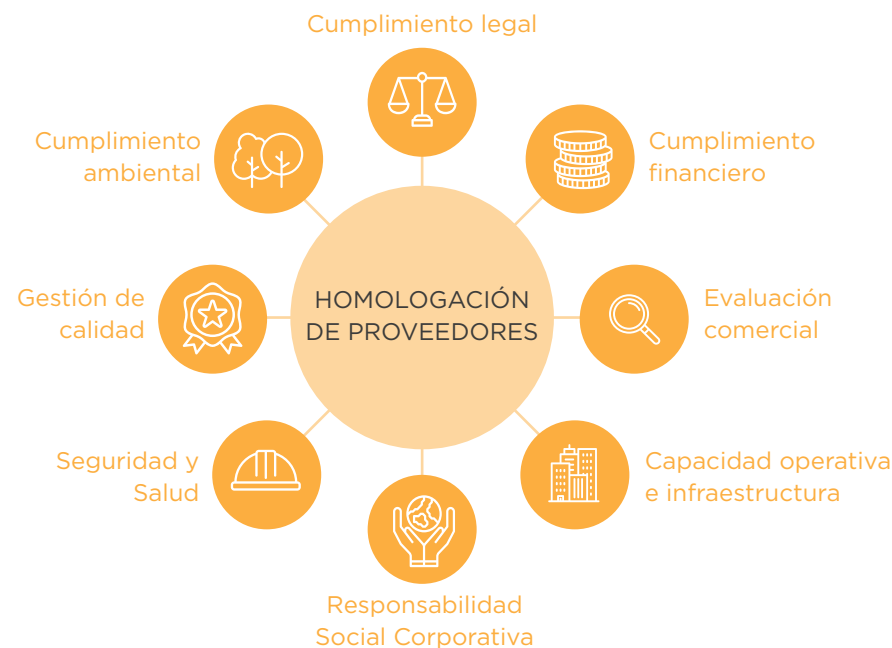 Cumplimiento legal
Cumplimiento
financiero
Evaluación
comercial
Capacidad operativa
e infraestructura
Responsabilidad
Social Corporativa
Seguridad y
Salud
Gestión de
calidad
Cumplimiento
ambiental
HOMOLOGACIÓN
DE PROVEEDORES